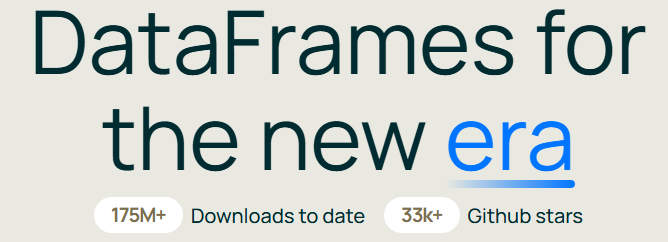 DataFrames for
the new era
175M+ Downloads to date 33k+ Github stars